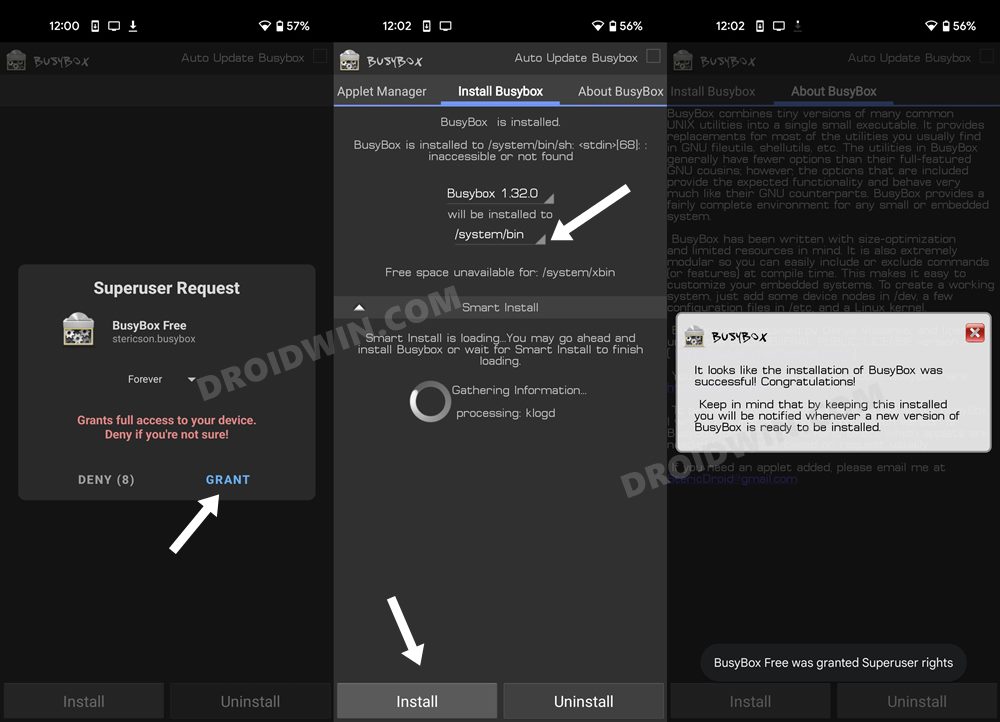 12:00
57%
BUSYBOX
Auto Update Busybox
Superuser Request
BusyBox Free
stericson.busybox
Forever
Grants full access to your device.
Deny if you're not sure!
DENY (8)
GRANT
Install
Uninstall
12:02
56%
BUSYBOX
Auto Update Busybox
Applet Manager
Install Busybox
About BusyBox
BusyBox is installed.
BusyBox is installed to /system/bin/sh: <stdin>[68]: :
inaccessible or not found
Busybox 1.32.0
will be installed to
/system/bin
Free space unavailable for: /system/xbin
Smart Install
Smart Install is loading...You may go ahead and
install Busybox or wait for Smart Install to finish
loading.
Gathering Information...
processing: klogd
Install
Uninstall
12:02
56%
BUSYBOX
Auto Update Busybox
Install Busybox
About BusyBox
BusyBox combines tiny versions of many common
UNIX utilities into a single small executable. It provides
replacements for most of the utilities you usually find
in GNU fileutils, shellutils, etc. The utilities in BusyBox
generally have fewer options than their full-featured
GNU cousins; however, the options that are included
provide the expected functionality and behave very
much like their GNU counterparts. BusyBox provides a
fairly complete environment for any small or embedded
system.
BusyBox has been written with size-optimization
and limited resources in mind. It is also extremely
modular so you can easily include or exclude commands
(or features) at compile time. This makes it easy to
customize your embedded systems. To create a working
system, just add some device nodes in /dev, a few
configuration files in /etc, and a Linux kernel.
BUSYBOX
It looks like the installation of BusyBox was
successful! Congratulations!
Keep in mind that by keeping this installed
you will be notified whenever a new version of
BusyBox is ready to be installed.
If you need an applet added, please email me at
BusyBox Free was granted Superuser rights
Install
Uninstall
DROIDWIN.COM
DROIDWIN.COM